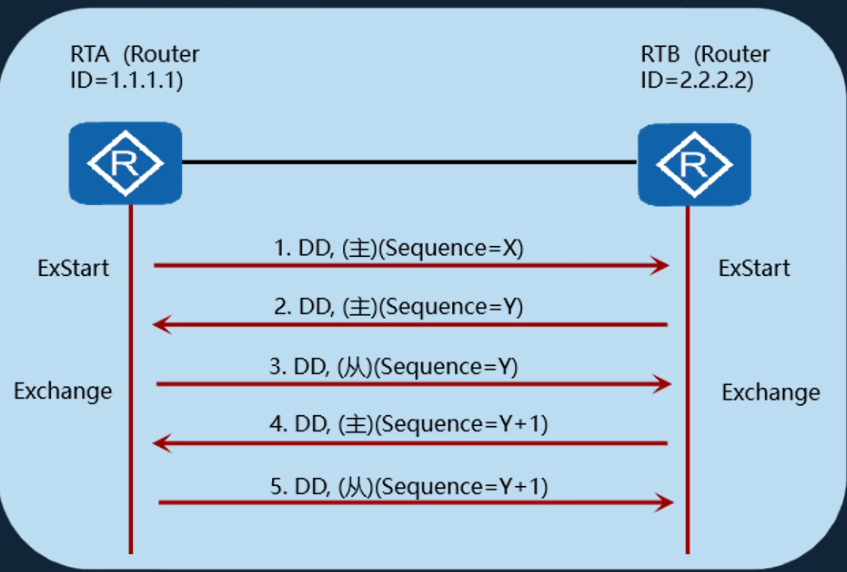 RTA (Router
ID=1.1.1.1)
RTB (Router
ID=2.2.2.2)
R
R
1. DD, (主)(Sequence=X)
ExStart
ExStart
2. DD, (主)(Sequence=Y)
3. DD, (从)(Sequence=Y)
Exchange
Exchange
4. DD, (主)(Sequence=Y+1)
5. DD, (从)(Sequence=Y+1)